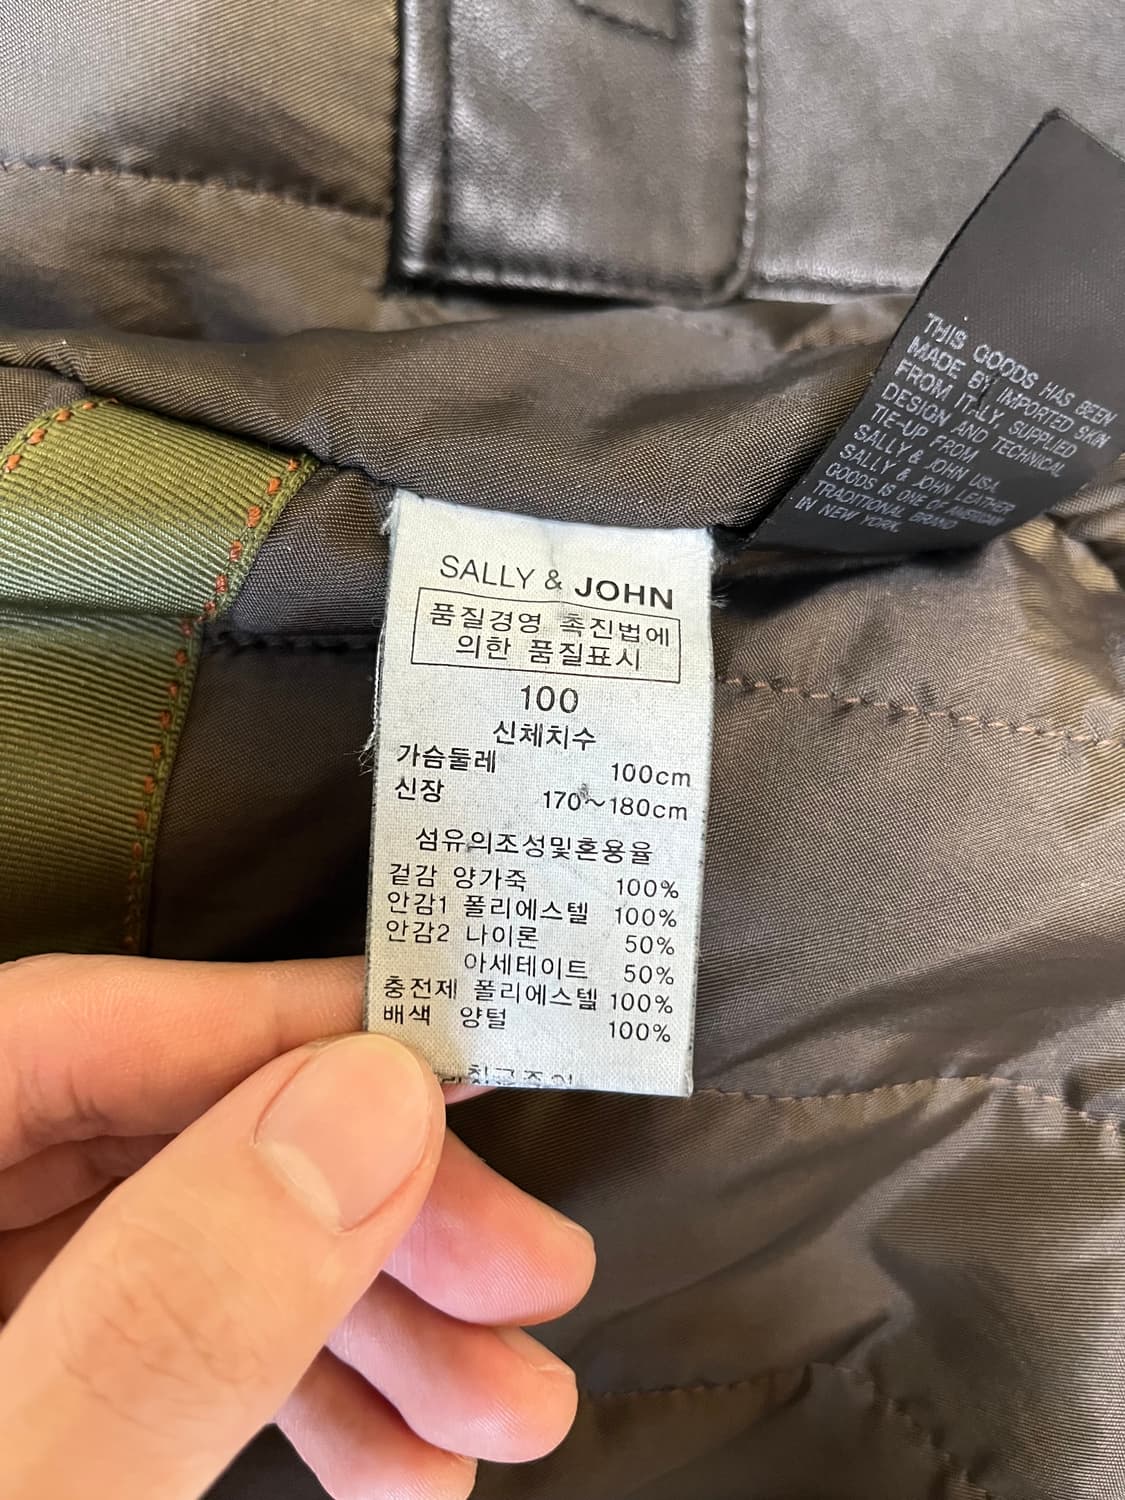 THIS GOODS HAS BEEN
MADE BY IMPORTED SKIN
FROM ITALY, SUPPLIED
DESIGN AND TECHNICAL
TIE-UP FROM
SALLY & JOHN USA.
SALLY & JOHN LEATHER
GOODS IS ONE OF AMERICAN
TRADITIONAL BRAND
IN NEW YORK.
SALLY & JOHN
품질경영 촉진법에
의한 품질표시
100
신체치수
가슴둘레 100cm
신장 170~180cm
섬유의조성및혼용율
겉감 양가죽 100%
안감1 폴리에스텔 100%
안감2 나이론 50%
아세테이트 50%
충전제 폴리에스텔 100%
배색 양털 100%